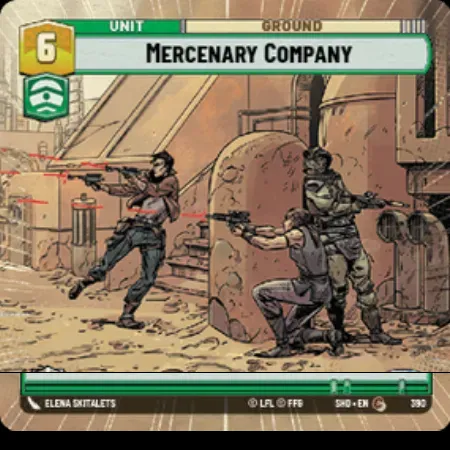 UNIT GROUND
6 MERCENARY COMPANY
ELENA SKITALETS © LFL © FFG SHD • EN 390